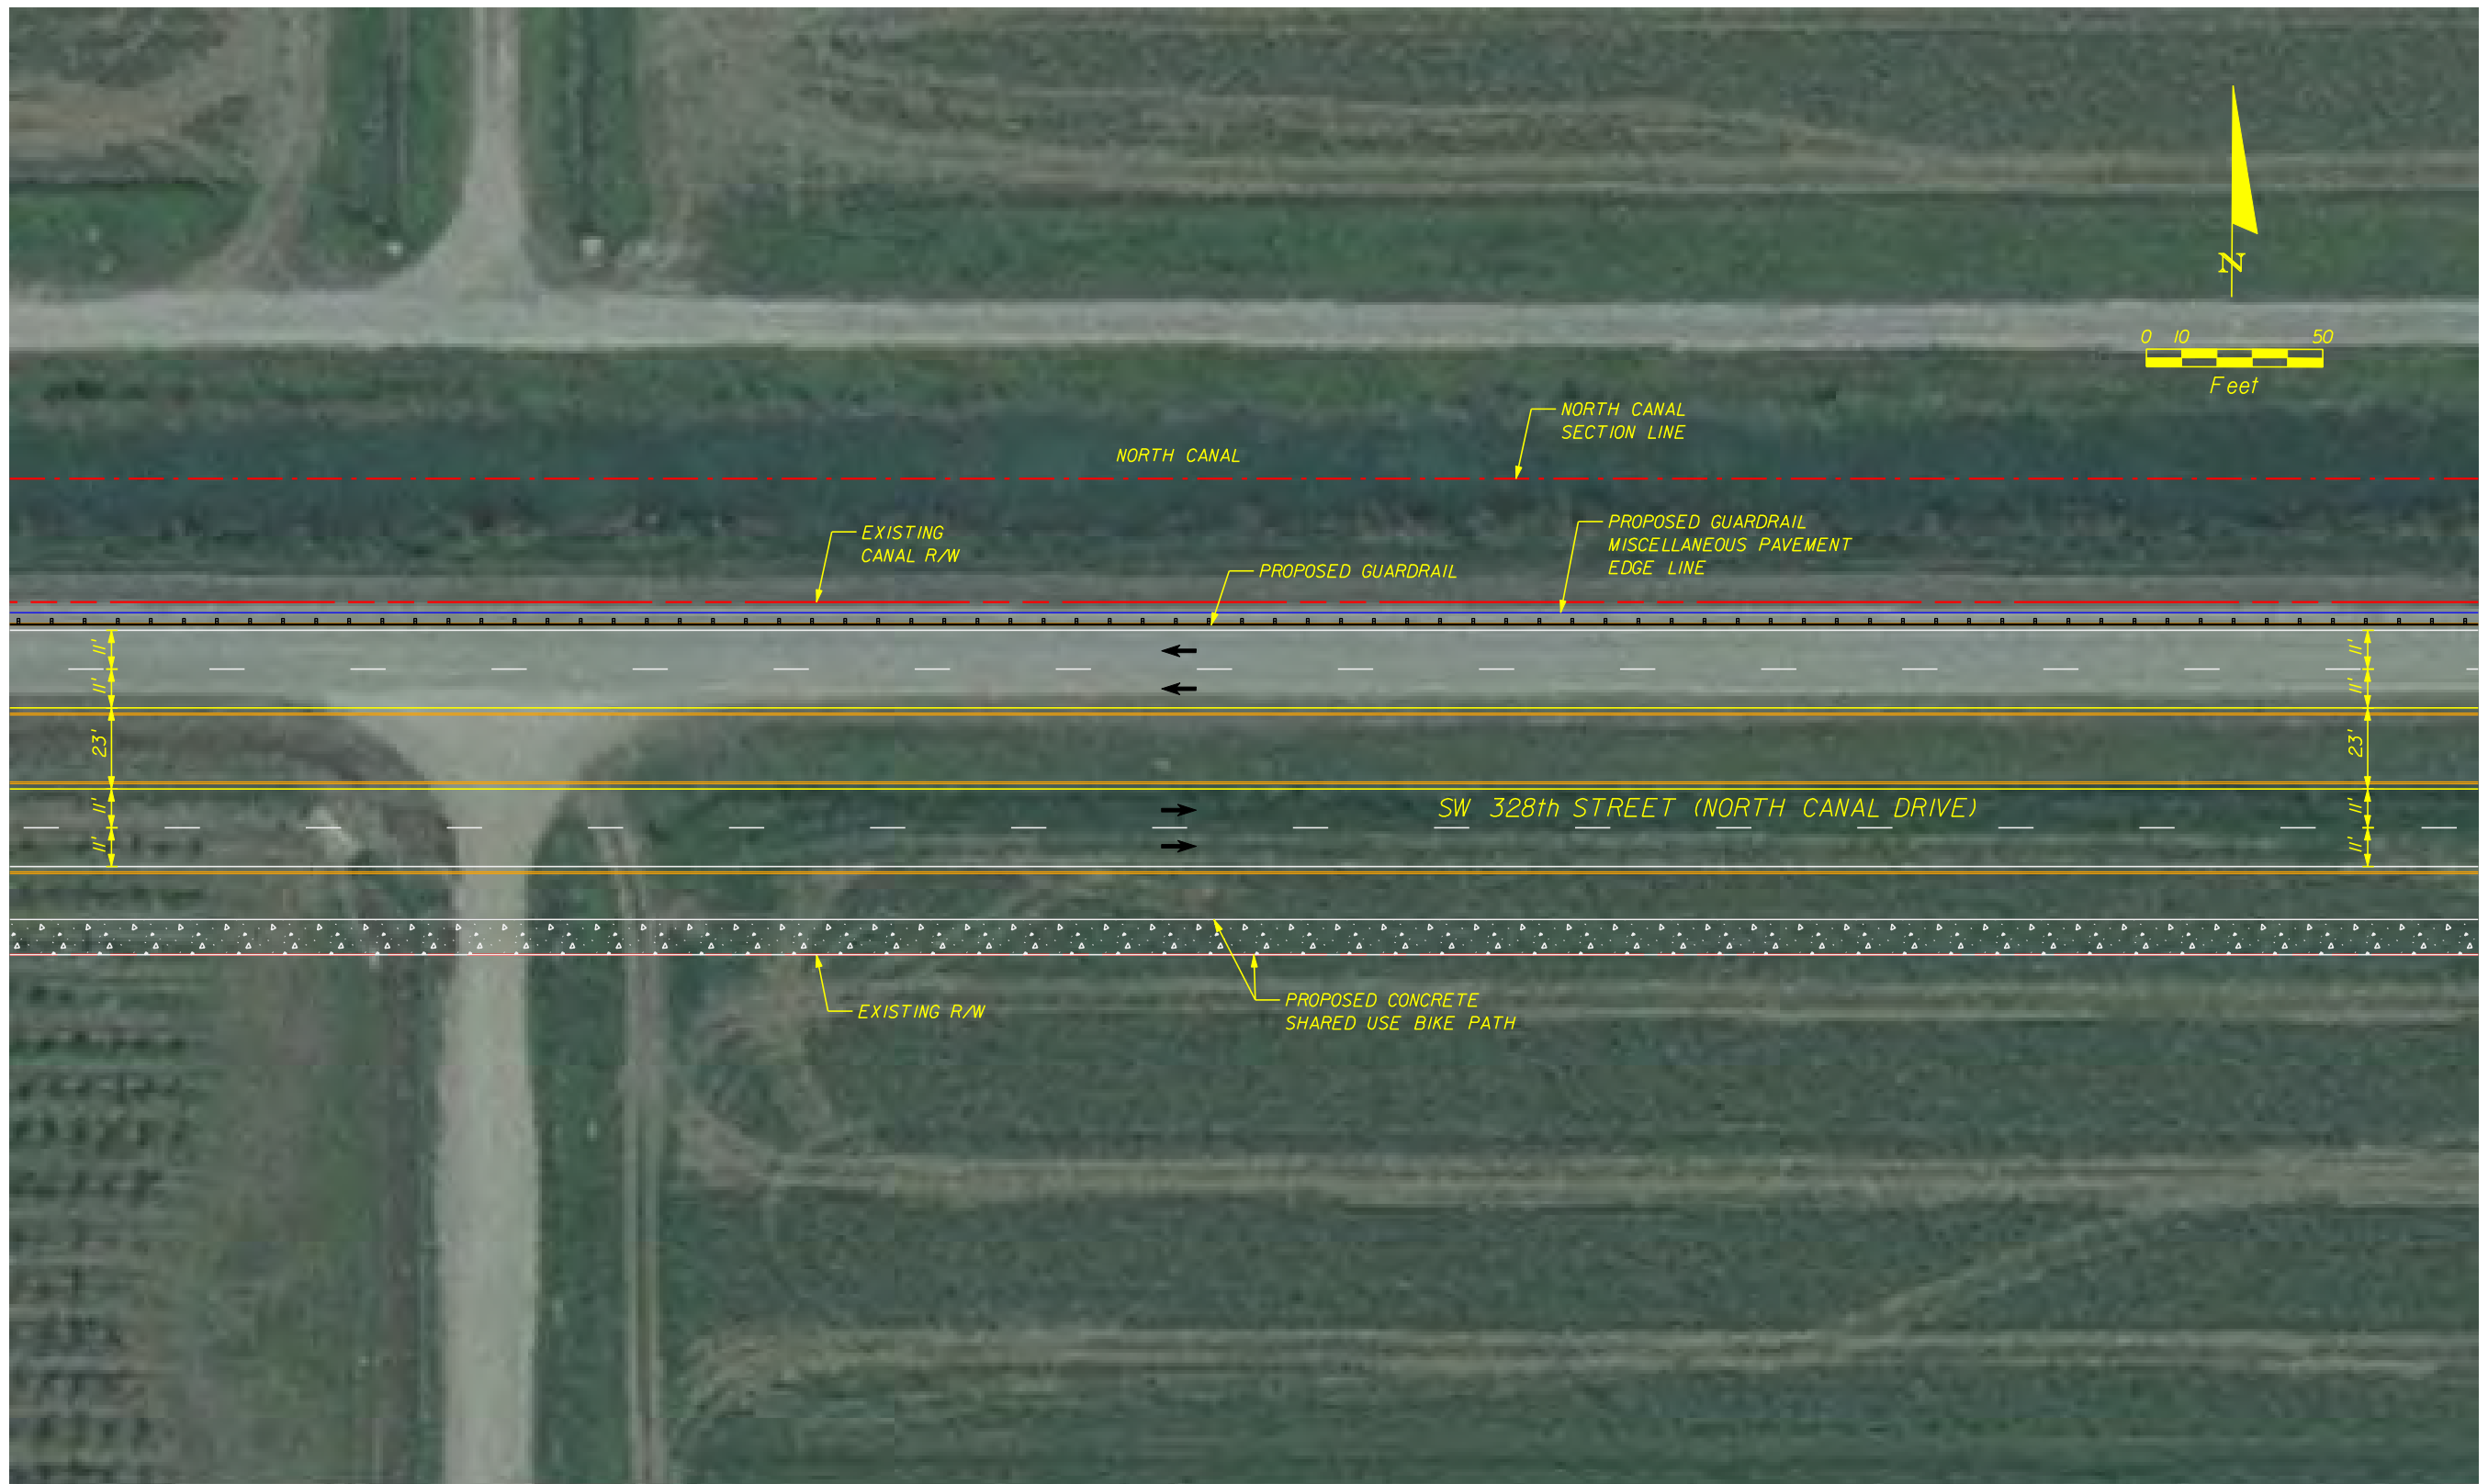 N
0 10 50
Feet
NORTH CANAL
SECTION LINE
NORTH CANAL
EXISTING
CANAL R/W
PROPOSED GUARDRAIL
MISCELLANEOUS PAVEMENT
EDGE LINE
PROPOSED GUARDRAIL
11'
11'
11'
11'
23'
23'
SW 328th STREET (NORTH CANAL DRIVE)
11'
11'
11'
11'
EXISTING R/W
PROPOSED CONCRETE
SHARED USE BIKE PATH